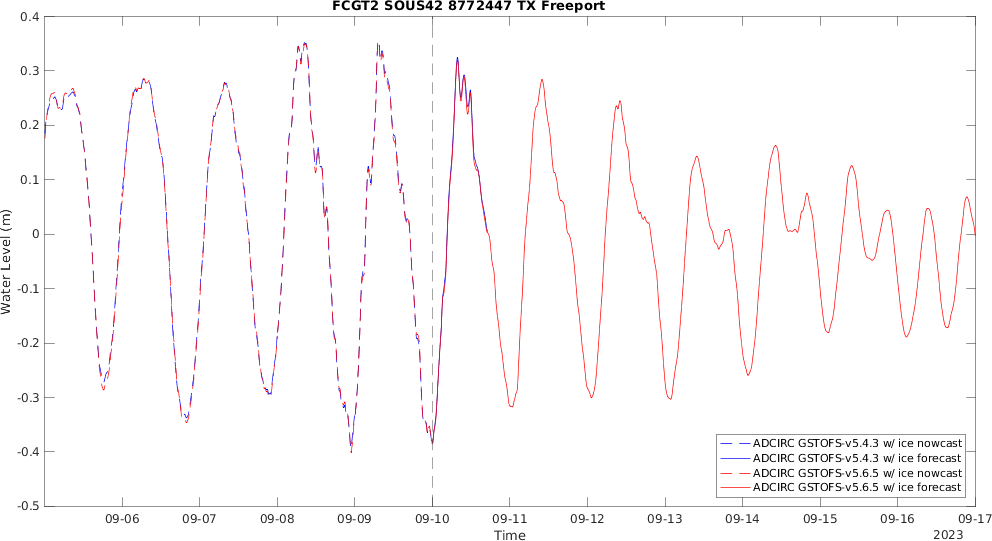 FCGT2 SOUS42 8772447 TX Freeport
0.4
0.3
0.2
0.1
0
-0.1
-0.2
-0.3
-0.4
-0.5
Water Level (m)
09-06 09-07 09-08 09-09 09-10 09-11 09-12 09-13 09-14 09-15 09-16 09-17
Time
2023
ADCIRC GSTOFS-v5.4.3 w/ ice nowcast
ADCIRC GSTOFS-v5.4.3 w/ ice forecast
ADCIRC GSTOFS-v5.6.5 w/ ice nowcast
ADCIRC GSTOFS-v5.6.5 w/ ice forecast